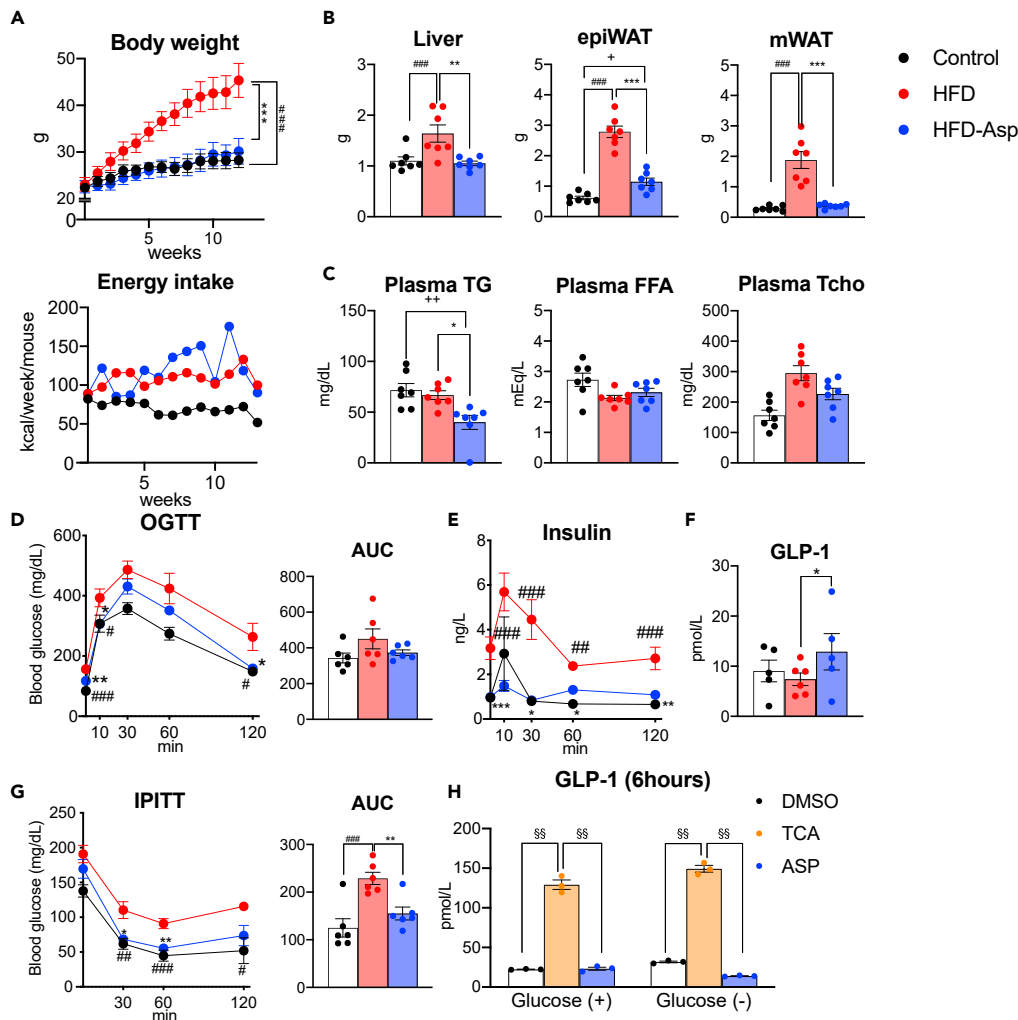 A
Body weight
g
50
40
30
20
0
5
10
weeks
***
###
Energy intake
kcal/week/mouse
200
150
100
50
0
5
10
weeks
B
Liver
g
3
2
1
0
###
**
epiWAT
g
5
4
3
2
1
0
+
###
***
mWAT
g
5
4
3
2
1
0
###
***
Control
HFD
HFD-Asp
C
Plasma TG
mg/dL
150
100
50
0
++
*
Plasma FFA
mEq/L
5
4
3
2
1
0
Plasma Tcho
mg/dL
500
400
300
200
100
0
D
OGTT
Blood glucose (mg/dL)
600
400
200
0
10
30
60
120
min
*
#
**
###
*
#
AUC
800
600
400
200
0
E
Insulin
ng/L
8
6
4
2
0
10
30
60
120
min
###
###
##
###
***
*
*
**
F
GLP-1
pmol/L
40
30
20
10
0
*
G
IPITT
Blood glucose (mg/dL)
250
200
150
100
50
0
30
60
120
min
*
**
##
###
#
AUC
300
200
100
0
###
**
H
GLP-1 (6hours)
pmol/L
200
150
100
50
0
§§
§§
§§
§§
Glucose (+)
Glucose (-)
DMSO
TCA
ASP